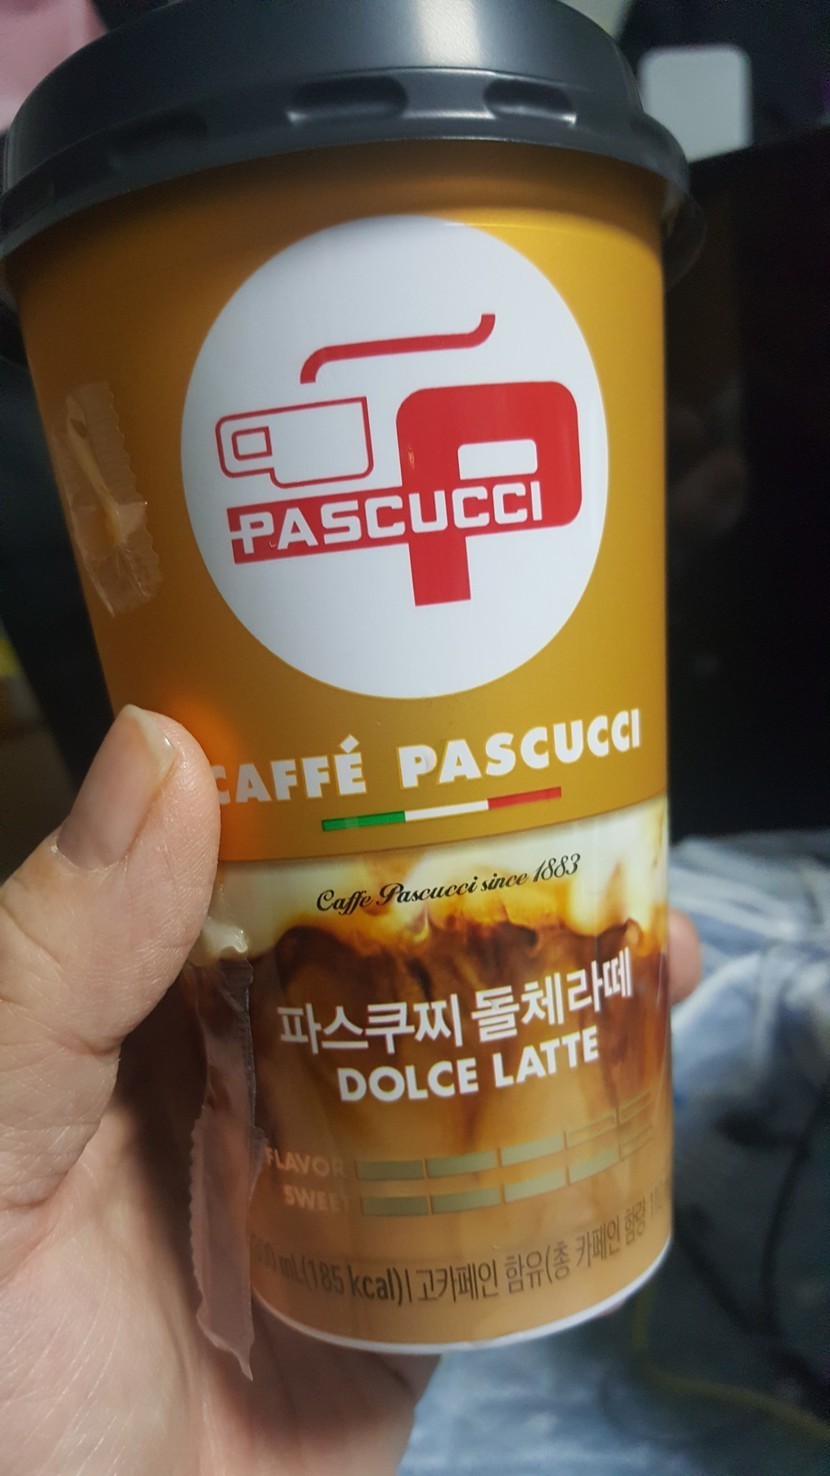 PASCUCCI
CAFFÉ PASCUCCI
Caffe Pascucci since 1883
파스쿠찌 돌체라떼
DOLCE LATTE
FLAVOR
SWEET
mL(185 kcal)| 고카페인 함유(총 카페인 함량